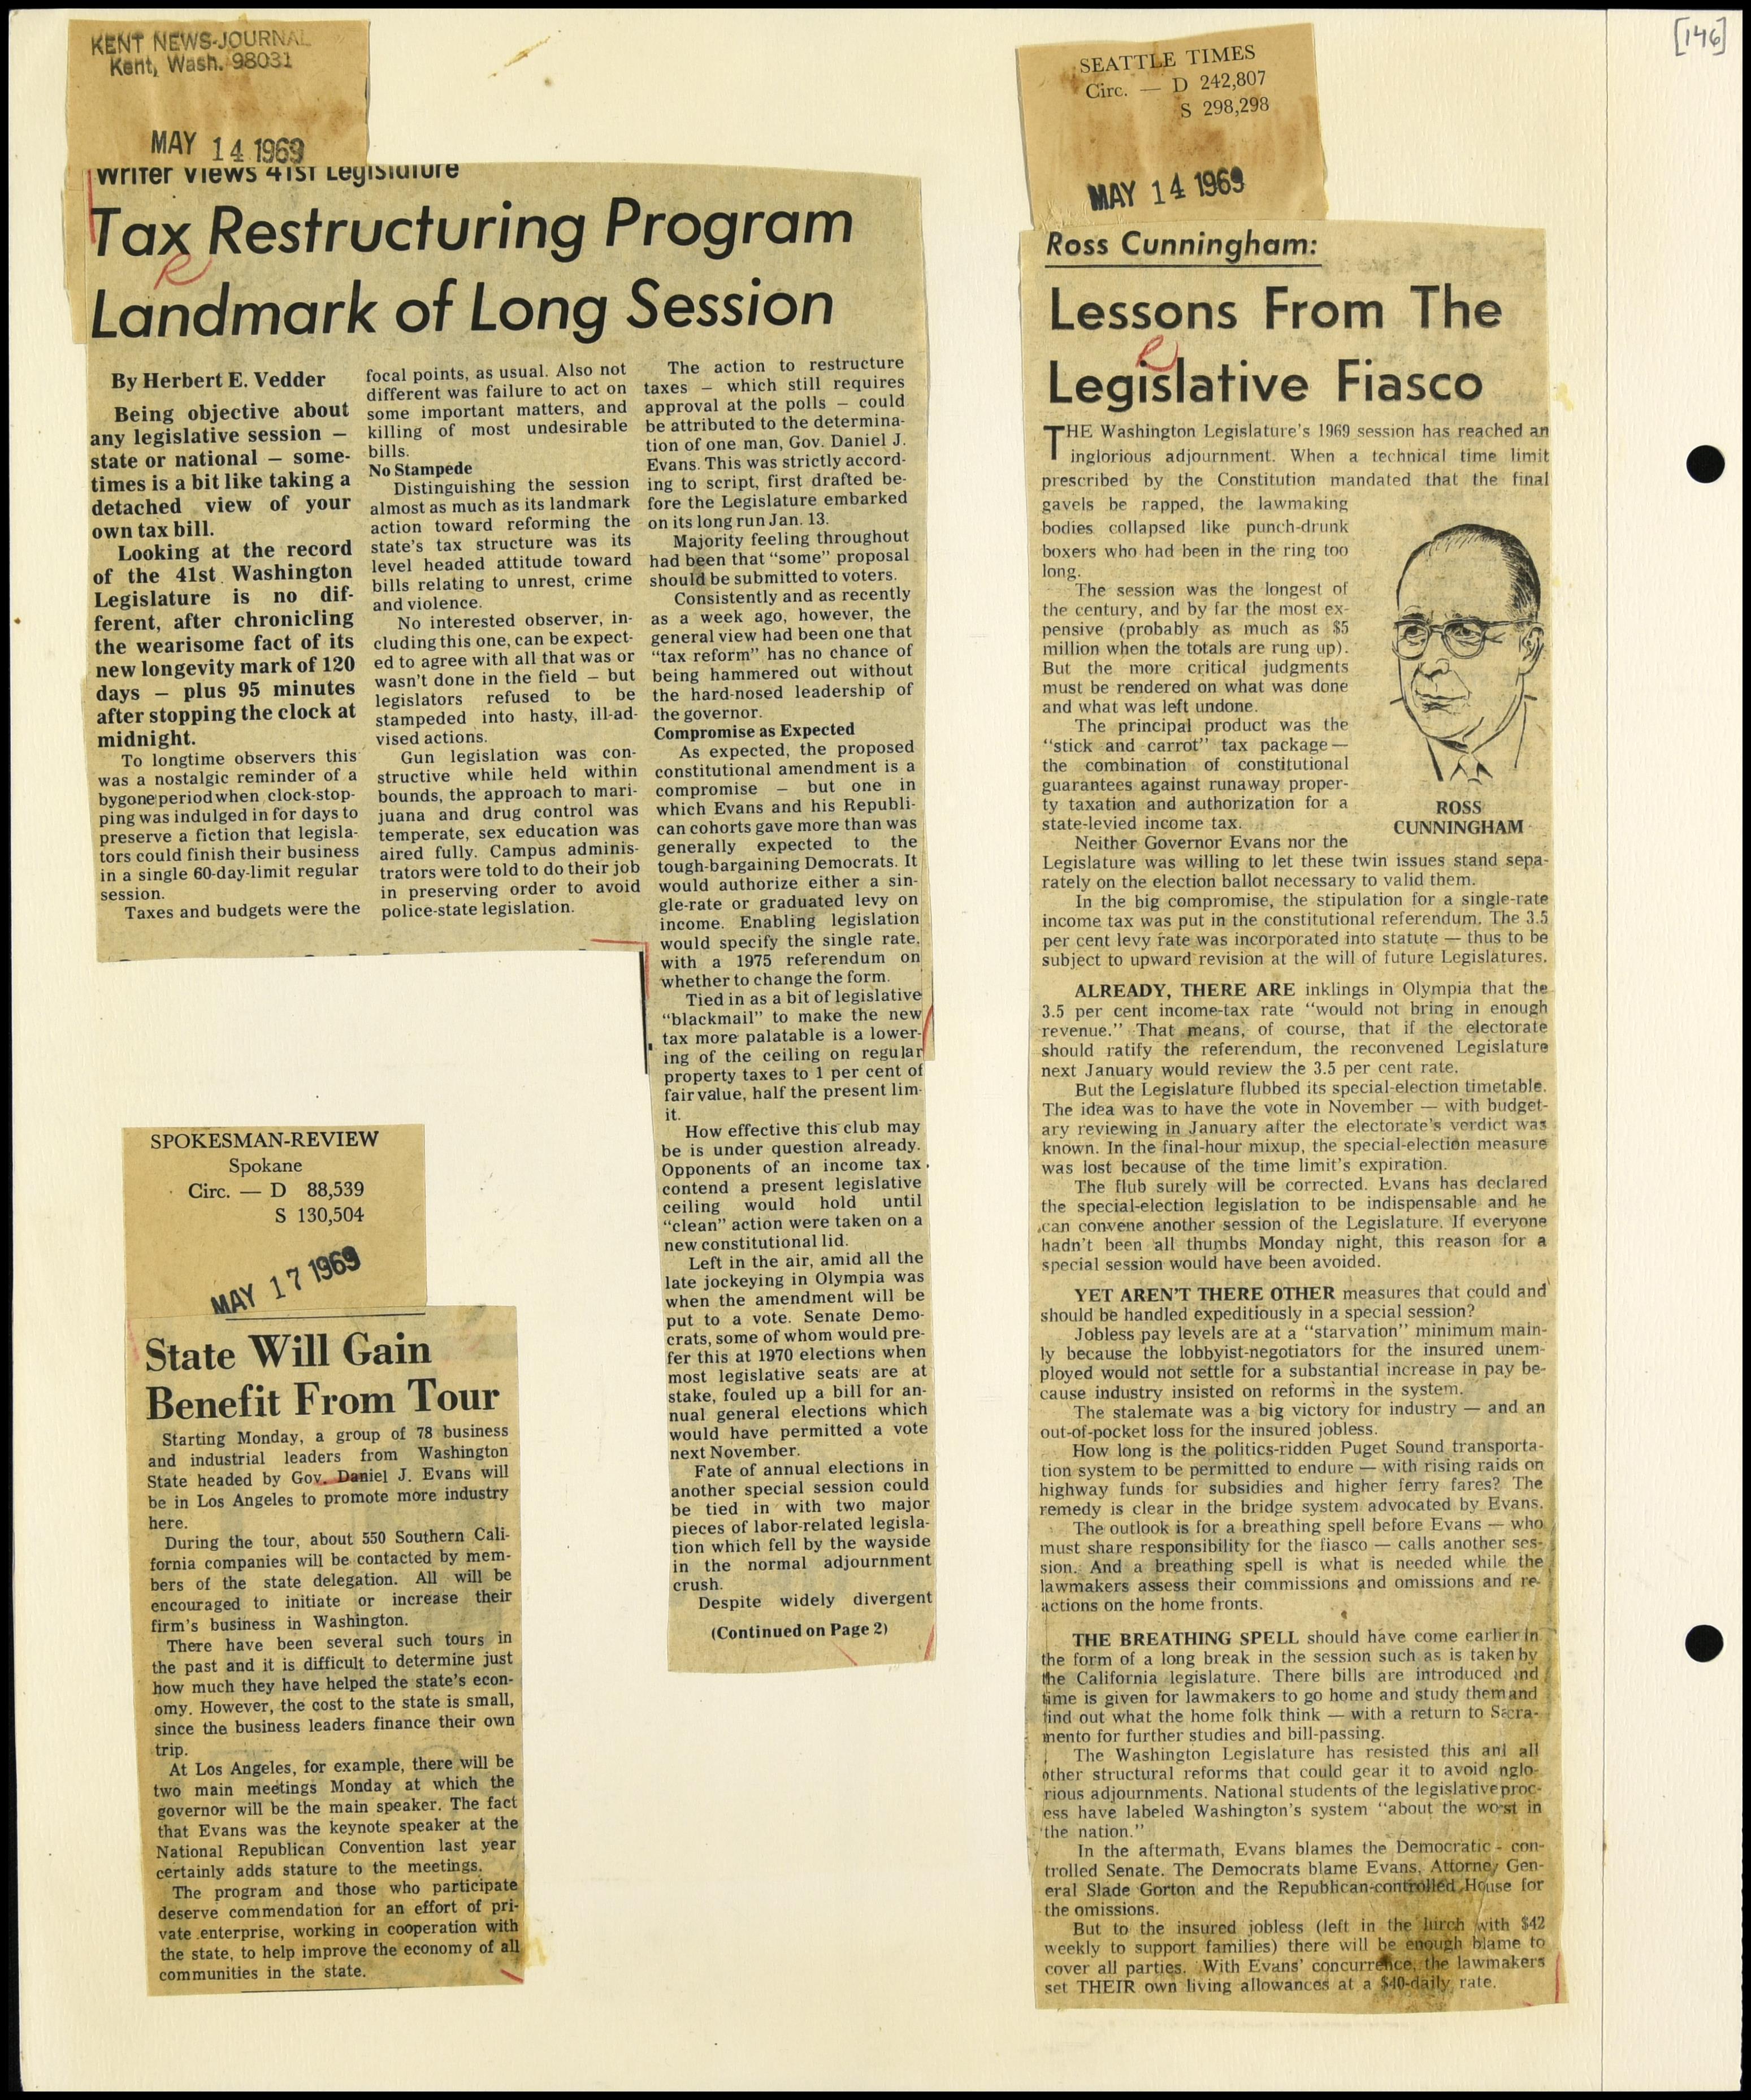 [146]
KENT NEWS-JOURNAL
Kent, Wash. 98031
MAY 14 1969
Writer Views 41st Legislature
Tax Restructuring Program
Landmark of Long Session
By Herbert E. Vedder
Being objective about
any legislative session —
state or national — some-
times is a bit like taking a
detached view of your
own tax bill.
Looking at the record
of the 41st Washington
Legislature is no dif-
ferent, after chronicling
the wearisome fact of its
new longevity mark of 120
days — plus 95 minutes
after stopping the clock at
midnight.
To longtime observers this
was a nostalgic reminder of a
bygone period when clock-stop-
ping was indulged in for days to
preserve a fiction that legisla-
tors could finish their business
in a single 60-day-limit regular
session.
Taxes and budgets were the
focal points, as usual. Also not
different was failure to act on
some important matters, and
killing of most undesirable
bills.
No Stampede
Distinguishing the session
almost as much as its landmark
action toward reforming the
state's tax structure was its
level headed attitude toward
bills relating to unrest, crime
and violence.
No interested observer, in-
cluding this one, can be expect-
ed to agree with all that was or
wasn't done in the field — but
legislators refused to be
stampeded into hasty, ill-ad-
vised actions.
Gun legislation was con-
structive while held within
bounds, the approach to mari-
juana and drug control was
temperate, sex education was
aired fully. Campus adminis-
trators were told to do their job
in preserving order to avoid
police-state legislation.
The action to restructure
taxes — which still requires
approval at the polls — could
be attributed to the determina-
tion of one man, Gov. Daniel J.
Evans. This was strictly accord-
ing to script, first drafted be-
fore the Legislature embarked
on its long run Jan. 13.
Majority feeling throughout
had been that "some" proposal
should be submitted to voters.
Consistently and as recently
as a week ago, however, the
general view had been one that
"tax reform" has no chance of
being hammered out without
the hard-nosed leadership of
the governor.
Compromise as Expected
As expected, the proposed
constitutional amendment is a
compromise — but one in
which Evans and his Republi-
can cohorts gave more than was
generally expected to the
tough-bargaining Democrats. It
would authorize either a sin-
gle-rate or graduated levy on
income. Enabling legislation
would specify the single rate,
with a 1975 referendum on
whether to change the form.
Tied in as a bit of legislative
"blackmail" to make the new
tax more palatable is a lower-
ing of the ceiling on regular
property taxes to 1 per cent of
fair value, half the present lim-
it.
How effective this club may
be is under question already.
Opponents of an income tax
contend a present legislative
ceiling would hold until
"clean" action were taken on a
new constitutional lid.
Left in the air, amid all the
late jockeying in Olympia was
when the amendment will be
put to a vote. Senate Demo-
crats, some of whom would pre-
fer this at 1970 elections when
most legislative seats are at
stake, fouled up a bill for an-
nual general elections which
would have permitted a vote
next November.
Fate of annual elections in
another special session could
be tied in with two major
pieces of labor-related legisla-
tion which fell by the wayside
in the normal adjournment
crush.
Despite widely divergent
(Continued on Page 2)
SPOKESMAN-REVIEW
Spokane
Circ. — D 88,539
S 130,504
MAY 17 1969
State Will Gain
Benefit From Tour
Starting Monday, a group of 78 business
and industrial leaders from Washington
State headed by Gov. Daniel J. Evans will
be in Los Angeles to promote more industry
here.
During the tour, about 550 Southern Cali-
fornia companies will be contacted by mem-
bers of the state delegation. All will be
encouraged to initiate or increase their
firm's business in Washington.
There have been several such tours in
the past and it is difficult to determine just
how much they have helped the state's econ-
omy. However, the cost to the state is small,
since the business leaders finance their own
trip.
At Los Angeles, for example, there will be
two main meetings Monday at which the
governor will be the main speaker. The fact
that Evans was the keynote speaker at the
National Republican Convention last year
certainly adds stature to the meetings.
The program and those who participate
deserve commendation for an effort of pri-
vate enterprise, working in cooperation with
the state, to help improve the economy of all
communities in the state.
SEATTLE TIMES
Circ. — D 242,807
S 298,298
MAY 14 1969
Ross Cunningham:
Lessons From The
Legislative Fiasco
THE Washington Legislature's 1969 session has reached an
inglorious adjournment. When a technical time limit
prescribed by the Constitution mandated that the final
gavels be rapped, the lawmaking
bodies collapsed like punch-drunk
boxers who had been in the ring too
long.
The session was the longest of
the century, and by far the most ex-
pensive (probably as much as $5
million when the totals are rung up).
But the more critical judgments
must be rendered on what was done
and what was left undone.
The principal product was the
"stick and carrot" tax package —
the combination of constitutional
guarantees against runaway proper-
ty taxation and authorization for a
state-levied income tax.
ROSS
CUNNINGHAM
Neither Governor Evans nor the
Legislature was willing to let these twin issues stand sepa-
rately on the election ballot necessary to valid them.
In the big compromise, the stipulation for a single-rate
income tax was put in the constitutional referendum. The 3.5
per cent levy rate was incorporated into statute — thus to be
subject to upward revision at the will of future Legislatures.
ALREADY, THERE ARE inklings in Olympia that the
3.5 per cent income-tax rate "would not bring in enough
revenue." That means, of course, that if the electorate
should ratify the referendum, the reconvened Legislature
next January would review the 3.5 per cent rate.
But the Legislature flubbed its special-election timetable.
The idea was to have the vote in November — with budget-
ary reviewing in January after the electorate's verdict was
known. In the final-hour mixup, the special-election measure
was lost because of the time limit's expiration.
The flub surely will be corrected. Evans has declared
the special-election legislation to be indispensable and he
can convene another session of the Legislature. If everyone
hadn't been all thumbs Monday night, this reason for a
special session would have been avoided.
YET AREN'T THERE OTHER measures that could and
should be handled expeditiously in a special session?
Jobless pay levels are at a "starvation" minimum main-
ly because the lobbyist-negotiators for the insured unem-
ployed would not settle for a substantial increase in pay be-
cause industry insisted on reforms in the system.
The stalemate was a big victory for industry — and an
out-of-pocket loss for the insured jobless.
How long is the politics-ridden Puget Sound transporta-
tion system to be permitted to endure — with rising raids on
highway funds for subsidies and higher ferry fares? The
remedy is clear in the bridge system advocated by Evans.
The outlook is for a breathing spell before Evans — who
must share responsibility for the fiasco — calls another ses-
sion. And a breathing spell is what is needed while the
lawmakers assess their commissions and omissions and re-
actions on the home fronts.
THE BREATHING SPELL should have come earlier in
the form of a long break in the session such as is taken by
the California legislature. There bills are introduced and
time is given for lawmakers to go home and study them and
find out what the home folk think — with a return to Sacra-
mento for further studies and bill-passing.
The Washington Legislature has resisted this and all
other structural reforms that could gear it to avoid inglo-
rious adjournments. National students of the legislative proc-
ess have labeled Washington's system "about the worst in
the nation."
In the aftermath, Evans blames the Democratic - con-
trolled Senate. The Democrats blame Evans, Attorney Gen-
eral Slade Gorton and the Republican-controlled House for
the omissions.
But to the insured jobless (left in the lurch with $42
weekly to support families) there will be enough blame to
cover all parties. With Evans' concurrence, the lawmakers
set THEIR own living allowances at a $40-daily rate.